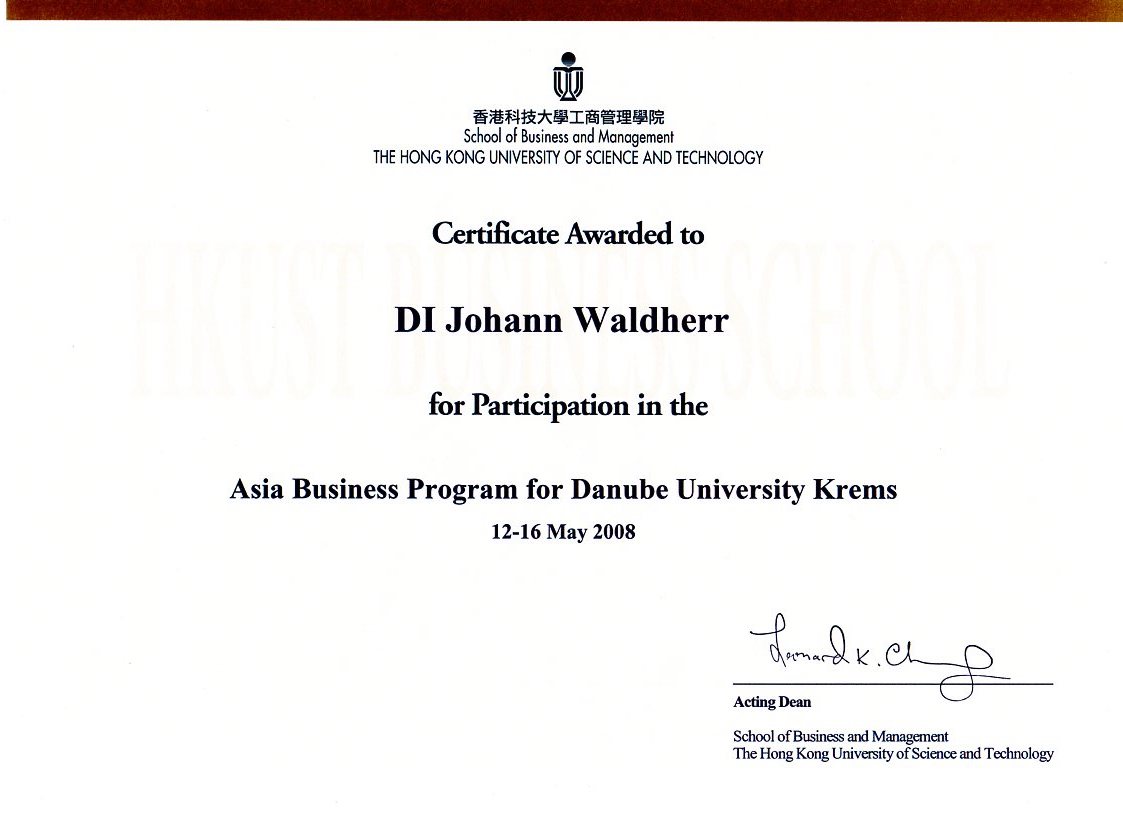 香港科技大學工商管理學院
School of Business and Management
THE HONG KONG UNIVERSITY OF SCIENCE AND TECHNOLOGY
Certificate Awarded to
HKUST BUSINESS SCHOOL
DI Johann Waldherr
for Participation in the
Asia Business Program for Danube University Krems
12-16 May 2008
Leonard K. Cheng
Acting Dean
School of Business and Management
The Hong Kong University of Science and Technology